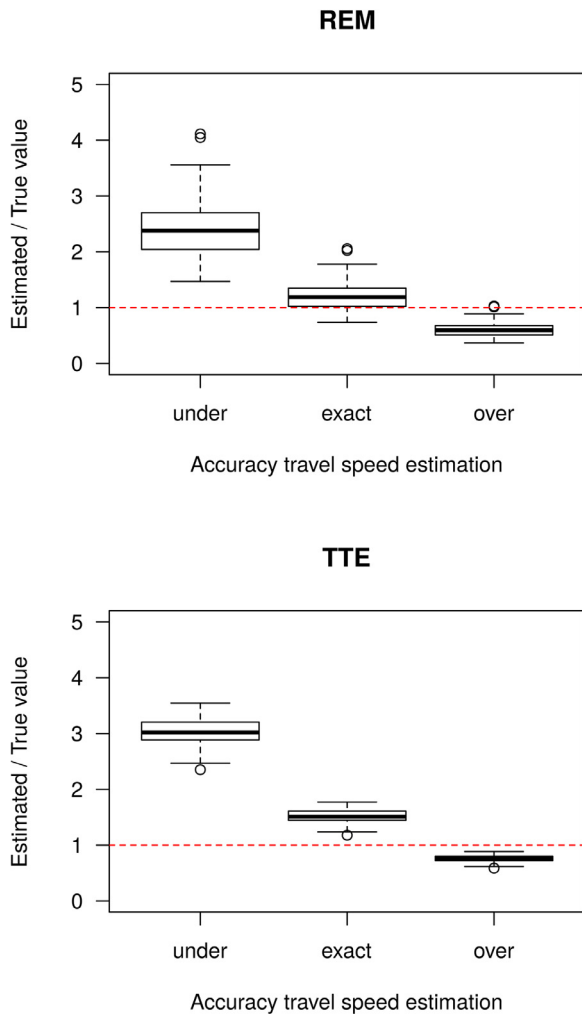 REM
Estimated / True value
5
4
3
2
1
0
under exact over
Accuracy travel speed estimation
TTE
Estimated / True value
5
4
3
2
1
0
under exact over
Accuracy travel speed estimation